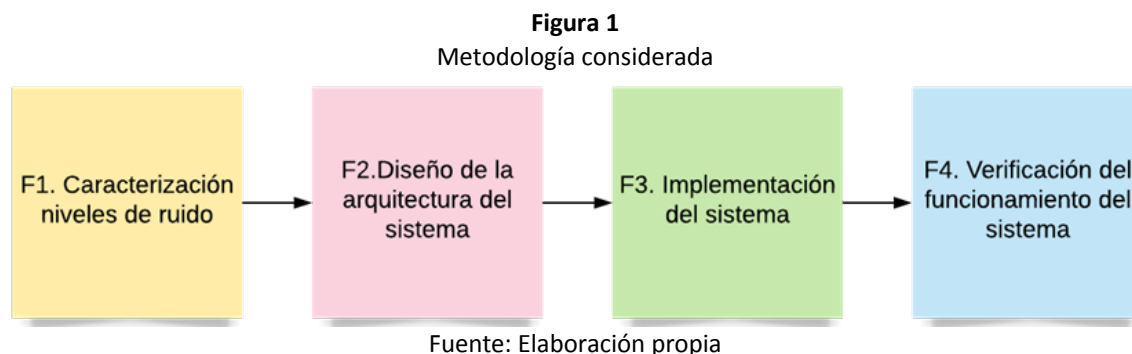 Figura 1
Metodología considerada
F1. Caracterización
niveles de ruido
F2.Diseño de la
arquitectura del
sistema
F3. Implementación
del sistema
F4. Verificación del
funcionamiento del
sistema
Fuente: Elaboración propia